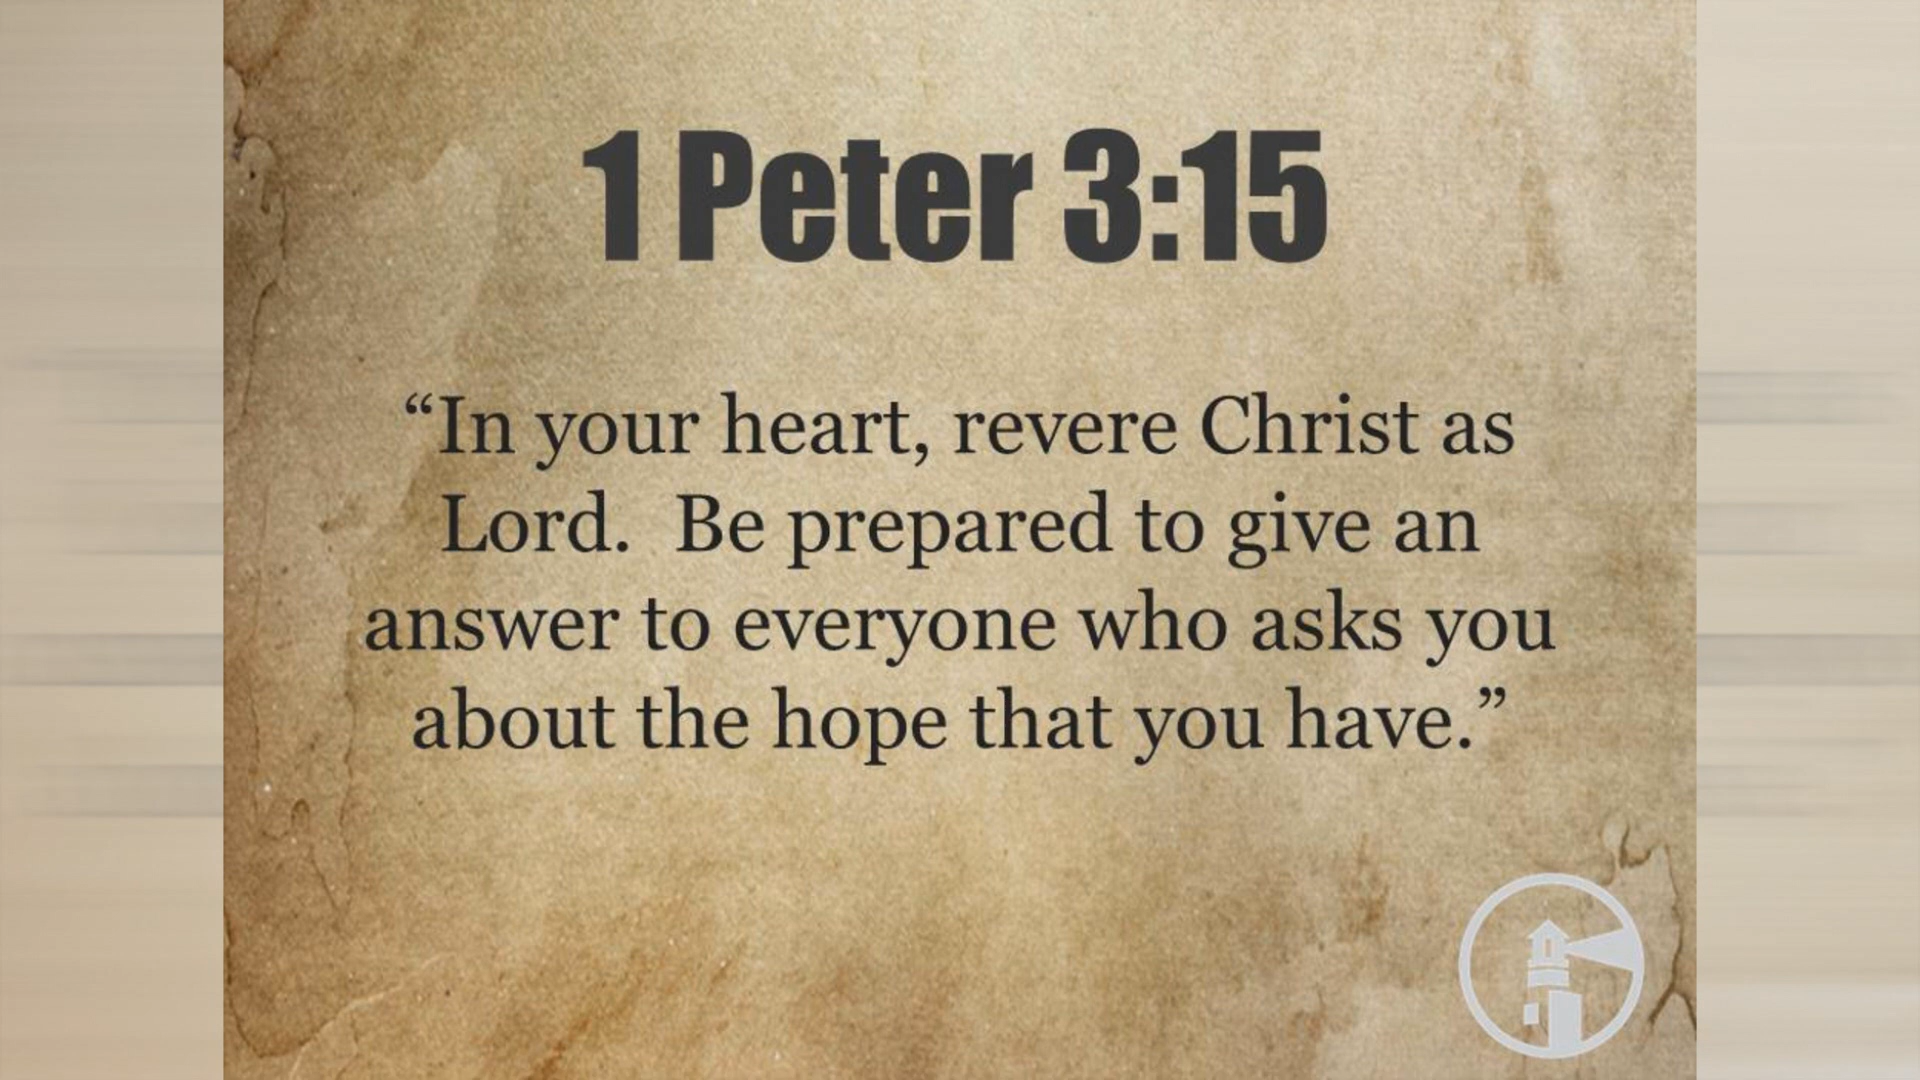 1 Peter 3:15
“In your heart, revere Christ as
Lord.  Be prepared to give an
answer to everyone who asks you
about the hope that you have.”